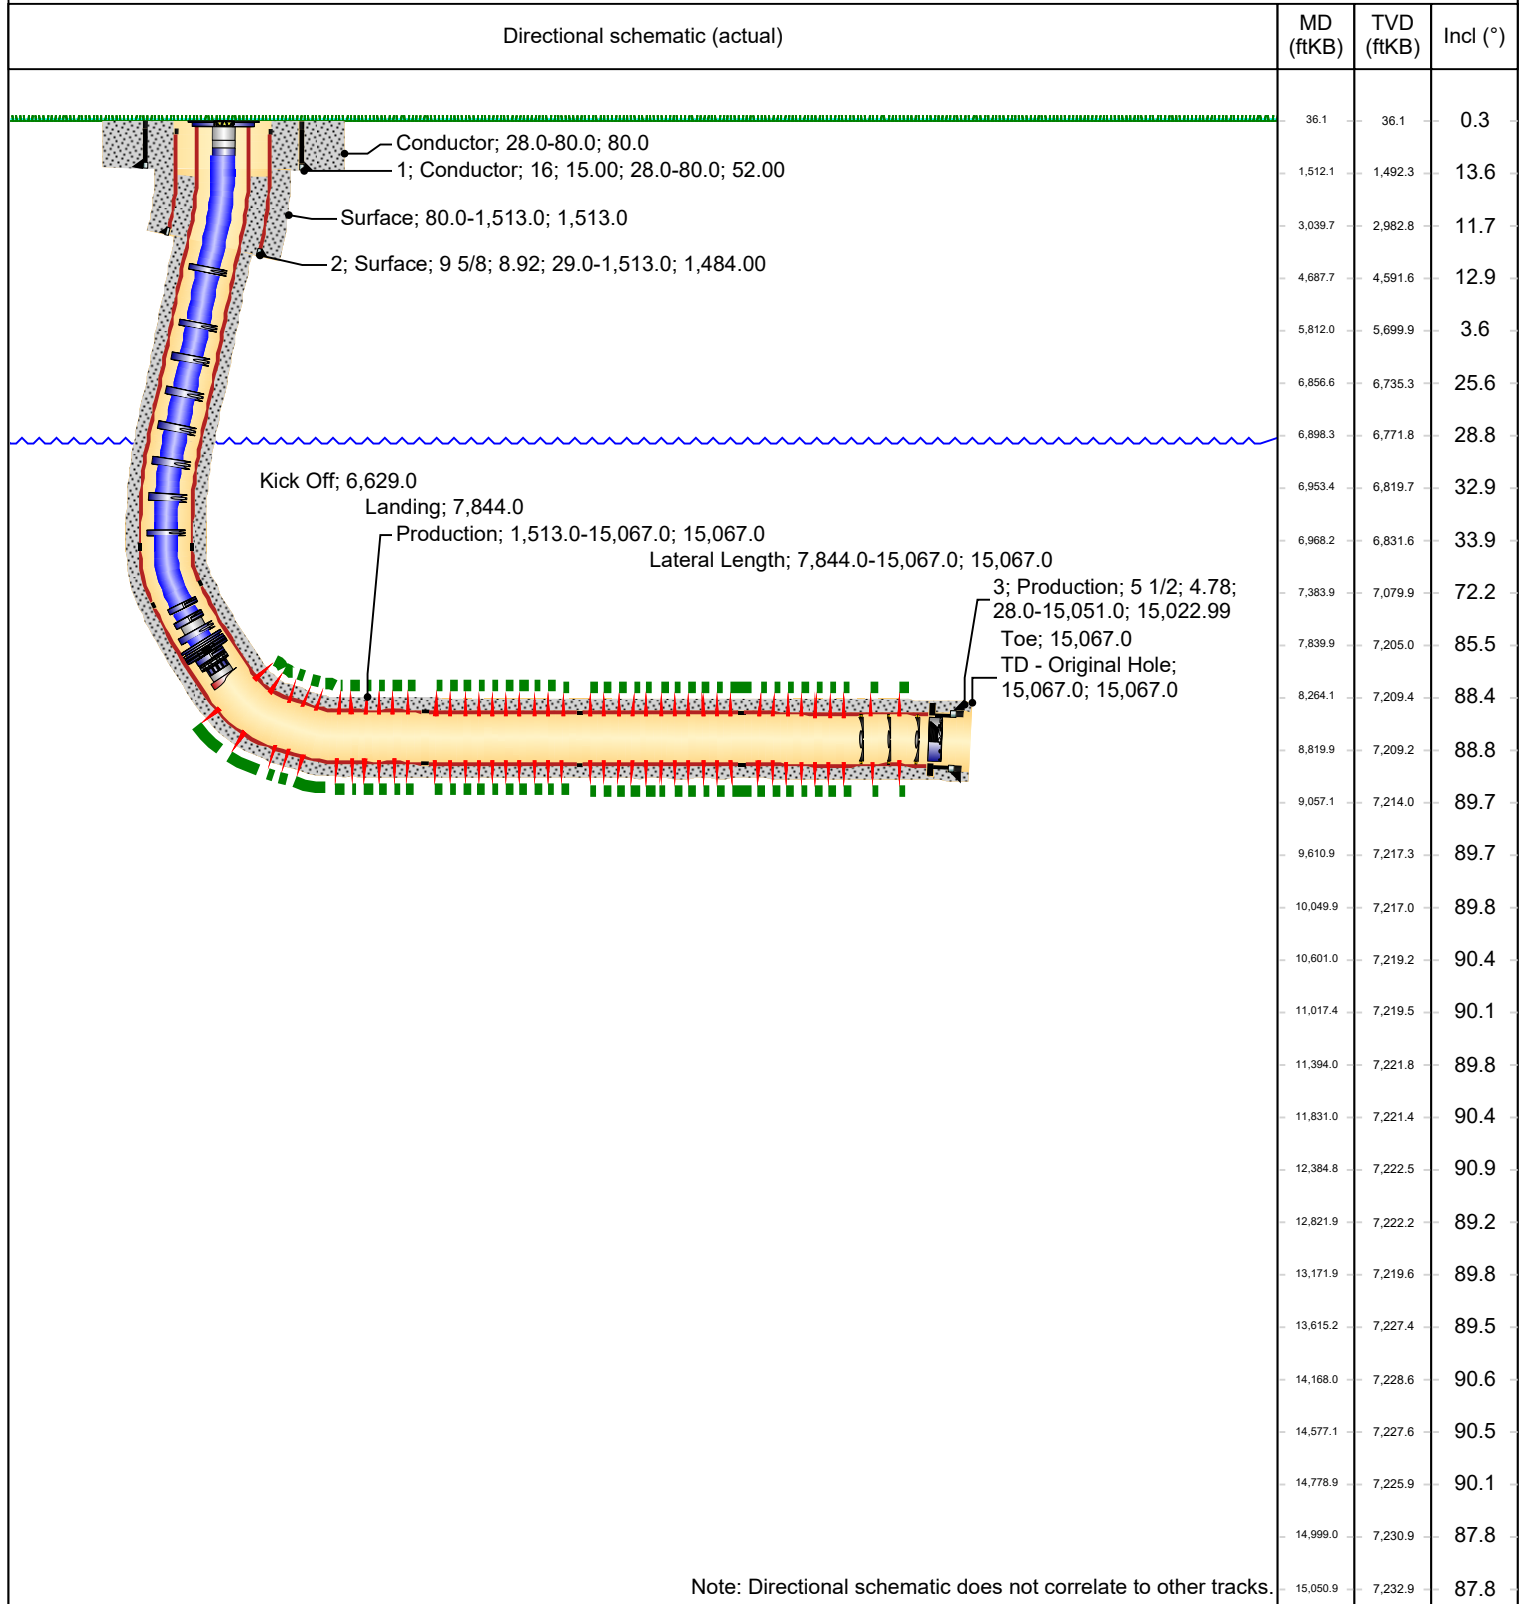 Directional schematic (actual)
MD
(ftKB)
TVD
(ftKB)
Incl (°)
Conductor; 28.0-80.0; 80.0
1; Conductor; 16; 15.00; 28.0-80.0; 52.00
Surface; 80.0-1,513.0; 1,513.0
2; Surface; 9 5/8; 8.92; 29.0-1,513.0; 1,484.00
Kick Off; 6,629.0
Landing; 7,844.0
Production; 1,513.0-15,067.0; 15,067.0
Lateral Length; 7,844.0-15,067.0; 15,067.0
3; Production; 5 1/2; 4.78;
28.0-15,051.0; 15,022.99
Toe; 15,067.0
TD - Original Hole;
15,067.0; 15,067.0
36.1 36.1 0.3
1,512.1 1,492.3 13.6
3,039.7 2,982.8 11.7
4,687.7 4,591.6 12.9
5,812.0 5,699.9 3.6
6,856.6 6,735.3 25.6
6,898.3 6,771.8 28.8
6,953.4 6,819.7 32.9
6,968.2 6,831.6 33.9
7,383.9 7,079.9 72.2
7,839.9 7,205.0 85.5
8,264.1 7,209.4 88.4
8,819.9 7,209.2 88.8
9,057.1 7,214.0 89.7
9,610.9 7,217.3 89.7
10,049.9 7,217.0 89.8
10,601.0 7,219.2 90.4
11,017.4 7,219.5 90.1
11,394.0 7,221.8 89.8
11,831.0 7,221.4 90.4
12,384.8 7,222.5 90.9
12,821.9 7,222.2 89.2
13,171.9 7,219.6 89.8
13,615.2 7,227.4 89.5
14,168.0 7,228.6 90.6
14,577.1 7,227.6 90.5
14,778.9 7,225.9 90.1
14,999.0 7,230.9 87.8
Note: Directional schematic does not correlate to other tracks. 15,050.9 7,232.9 87.8